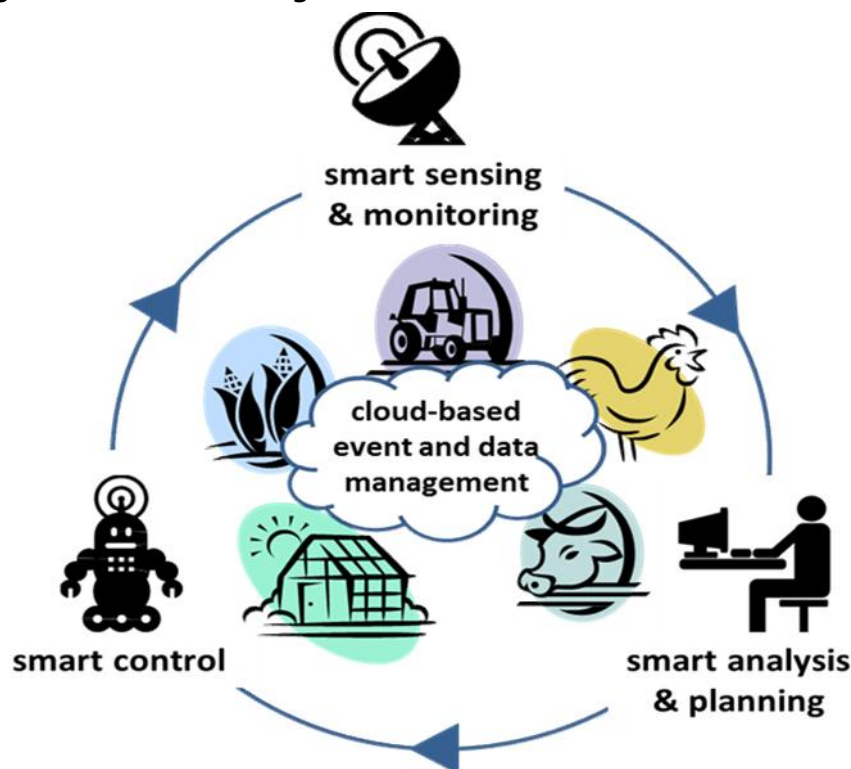 smart sensing
& monitoring
cloud-based
event and data
management
smart control
smart analysis
& planning